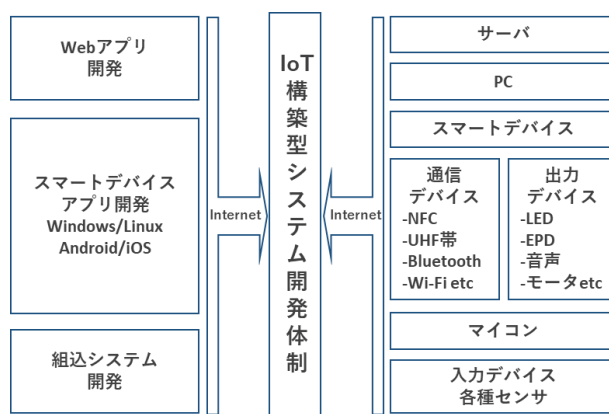 Webアプリ
開発
スマートデバイス
アプリ開発
Windows/Linux
Android/iOS
組込システム
開発
Internet
IoT構築型システム開発体制
Internet
サーバ
PC
スマートデバイス
通信
デバイス
-NFC
-UHF帯
-Bluetooth
-Wi-Fi etc
出力
デバイス
-LED
-EPD
-音声
-モータetc
マイコン
入力デバイス
各種センサ